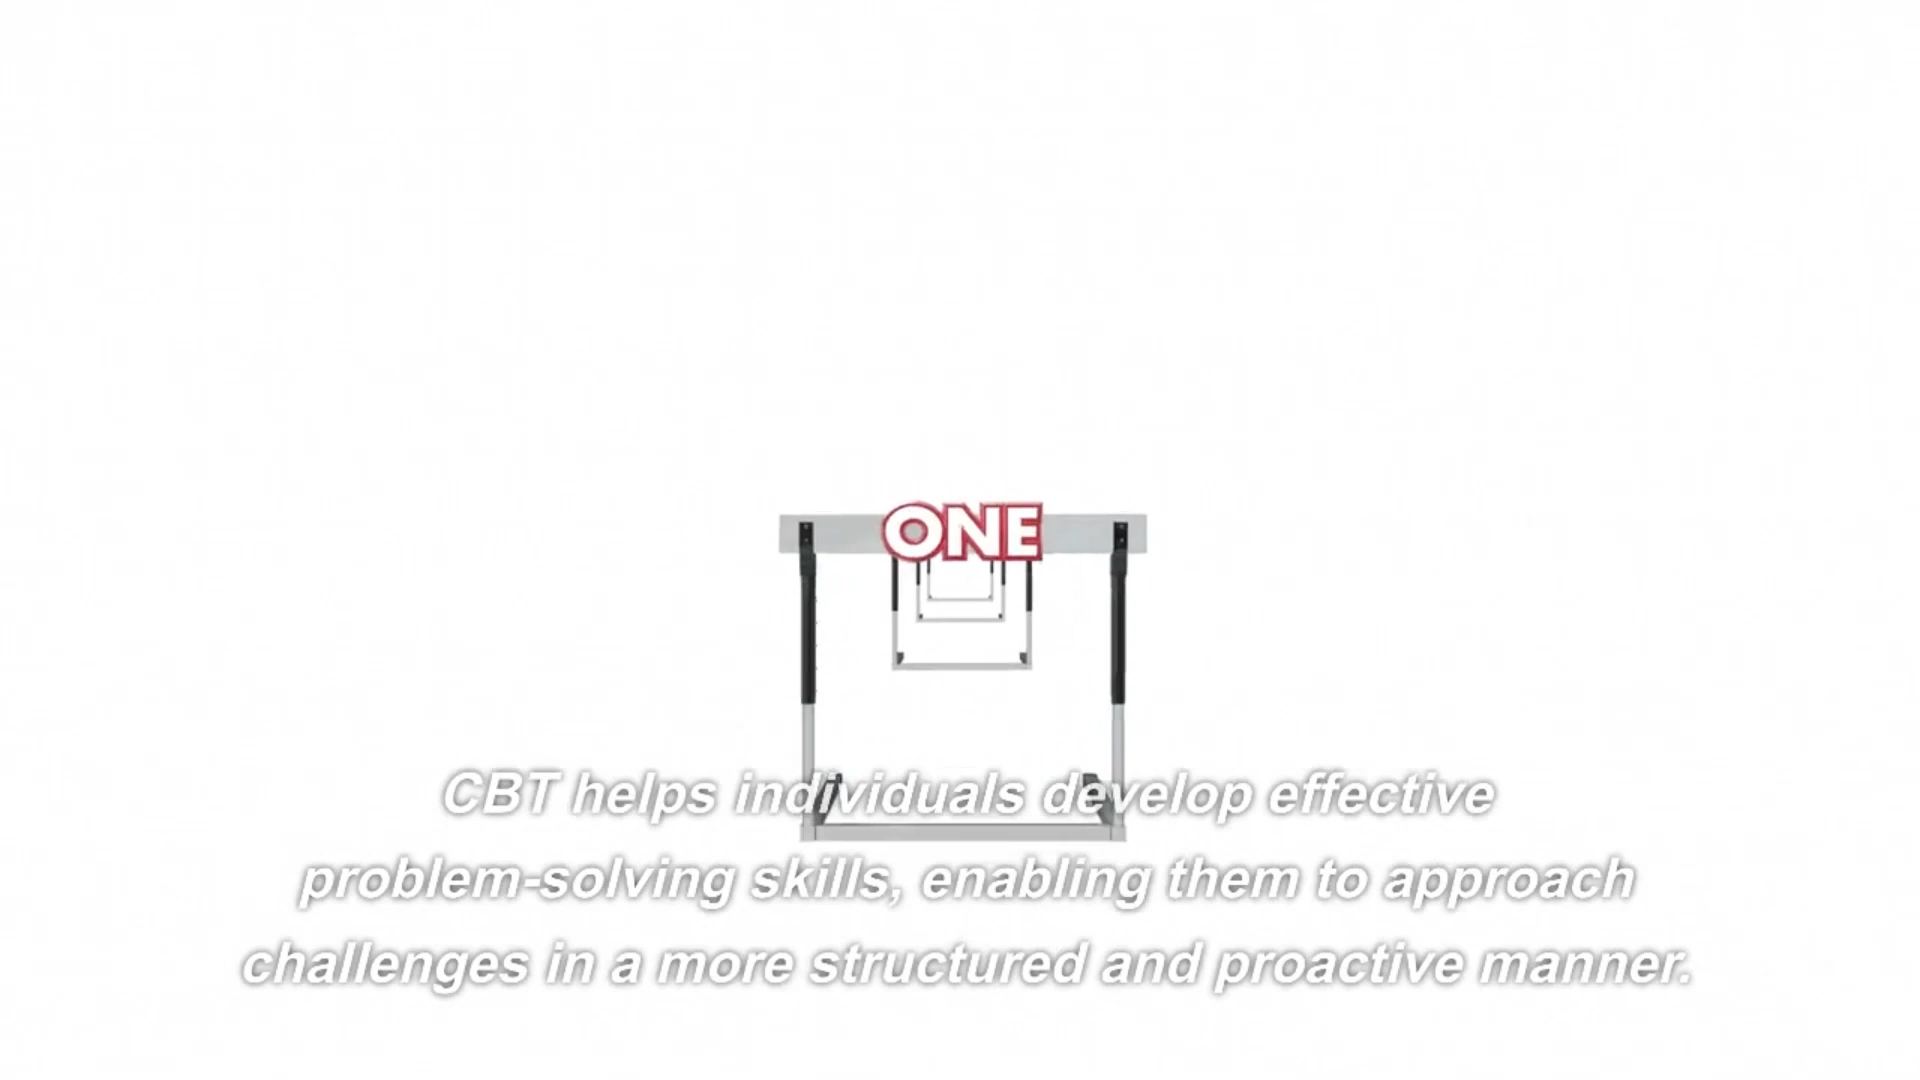 ONE
CBT helps individuals develop effective
problem-solving skills, enabling them to approach
challenges in a more structured and proactive manner.